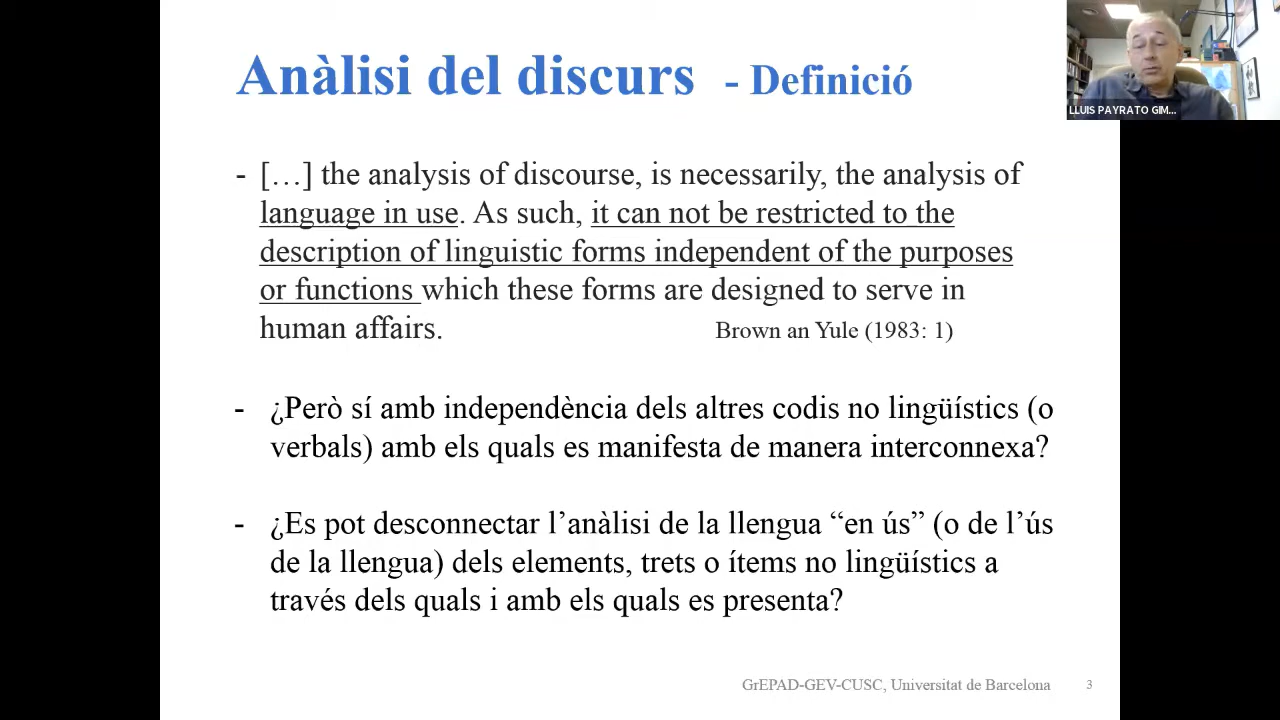 Anàlisi del discurs - Definició
LLUIS PAYRATO GIM...
- […] the analysis of discourse, is necessarily, the analysis of
language in use. As such, it can not be restricted to the
description of linguistic forms independent of the purposes
or functions which these forms are designed to serve in
human affairs. Brown an Yule (1983: 1)
- ¿Però sí amb independència dels altres codis no lingüístics (o
verbals) amb els quals es manifesta de manera interconnexa?
- ¿Es pot desconnectar l’anàlisi de la llengua “en ús” (o de l’ús
de la llengua) dels elements, trets o ítems no lingüístics a
través dels quals i amb els quals es presenta?
GrEPAD-GEV-CUSC, Universitat de Barcelona 3